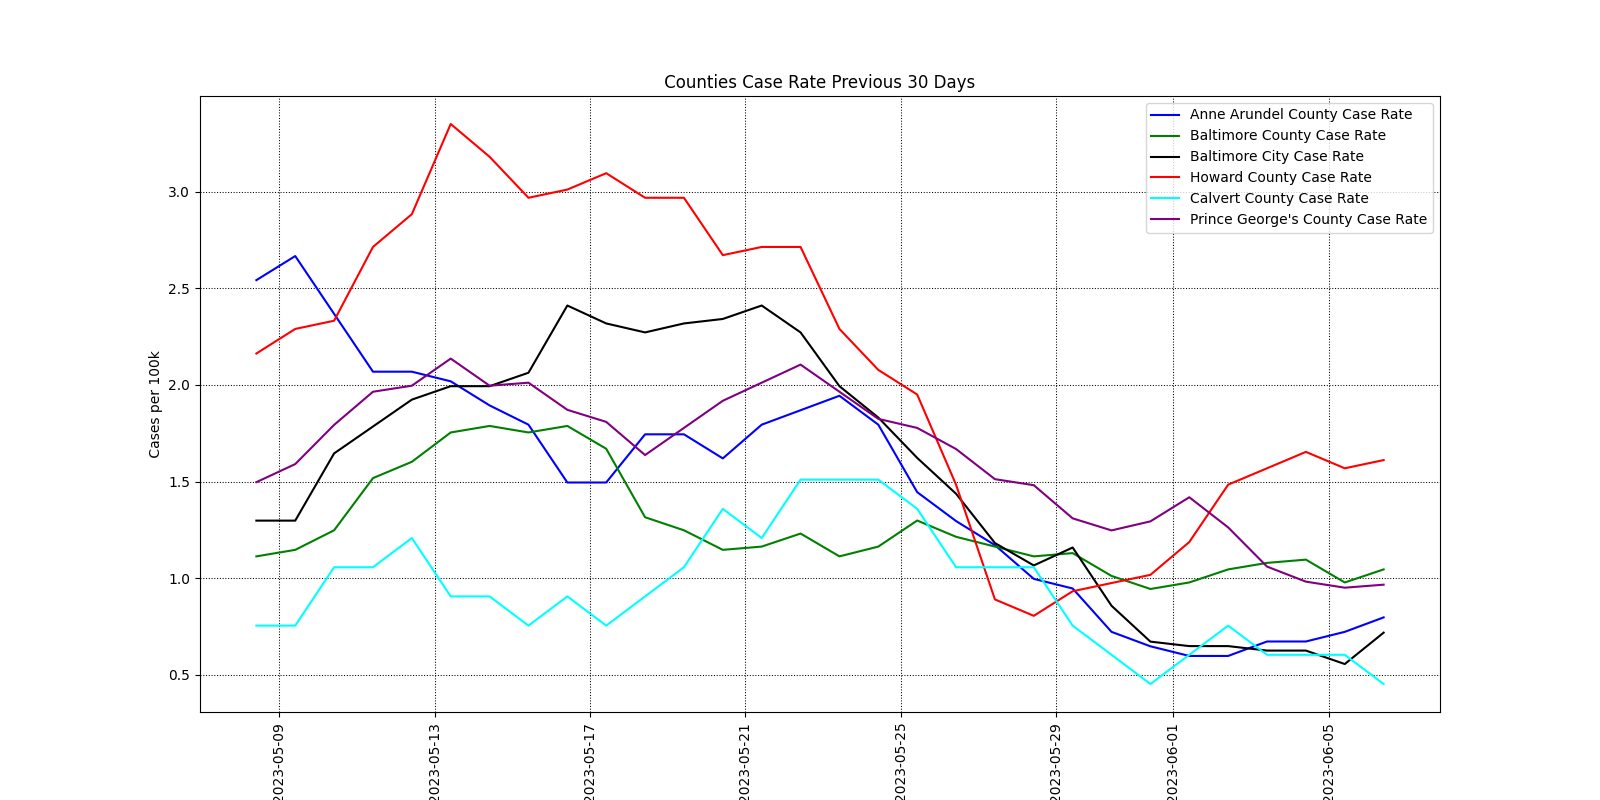 Counties Case Rate Previous 30 Days
Anne Arundel County Case Rate
Baltimore County Case Rate
Baltimore City Case Rate
Howard County Case Rate
Calvert County Case Rate
Prince George's County Case Rate
Cases per 100k
3.0
2.5
2.0
1.5
1.0
0.5
2023-05-09
2023-05-13
2023-05-17
2023-05-21
2023-05-25
2023-05-29
2023-06-01
2023-06-05